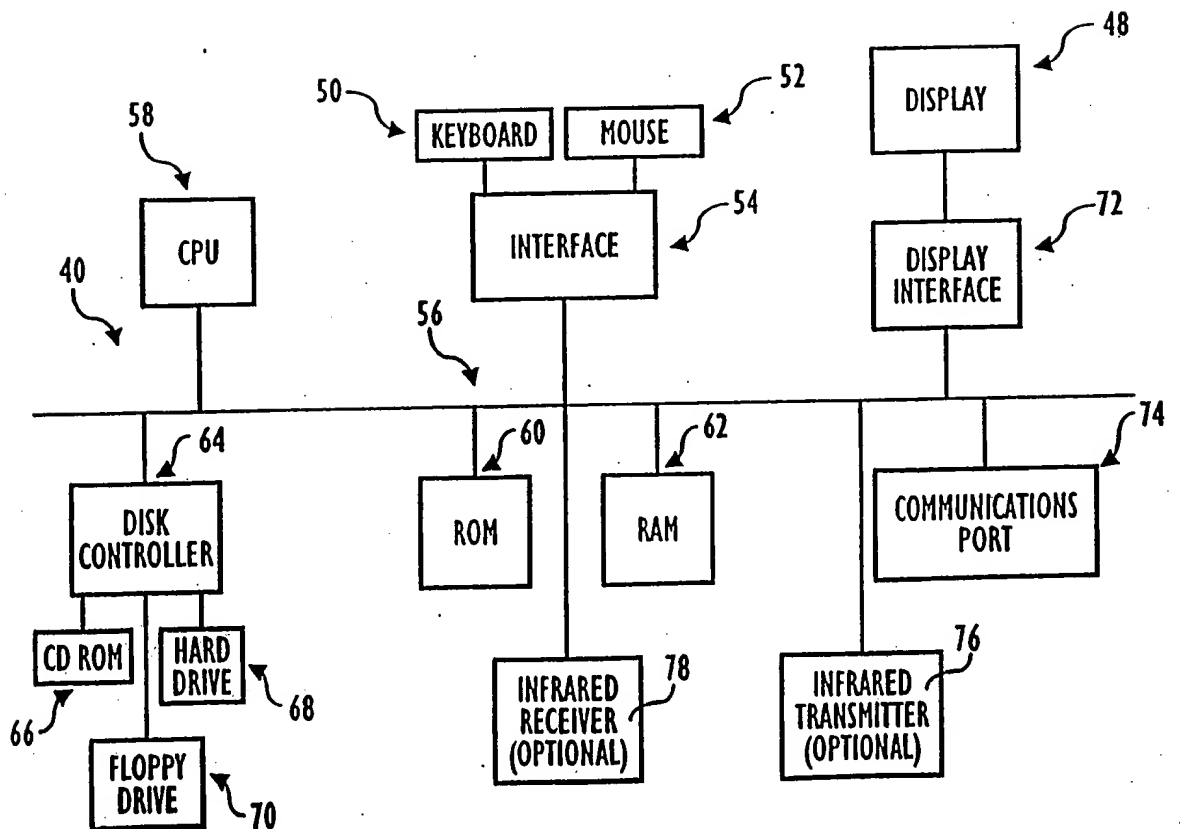 48
DISPLAY
50
52
KEYBOARD
MOUSE
58
54
72
CPU
INTERFACE
DISPLAY
INTERFACE
40
56
64
60
62
74
DISK
CONTROLLER
ROM
RAM
COMMUNICATIONS
PORT
CD ROM
HARD
DRIVE
66
68
78
INFRARED
RECEIVER
(OPTIONAL)
76
INFRARED
TRANSMITTER
(OPTIONAL)
FLOPPY
DRIVE
70